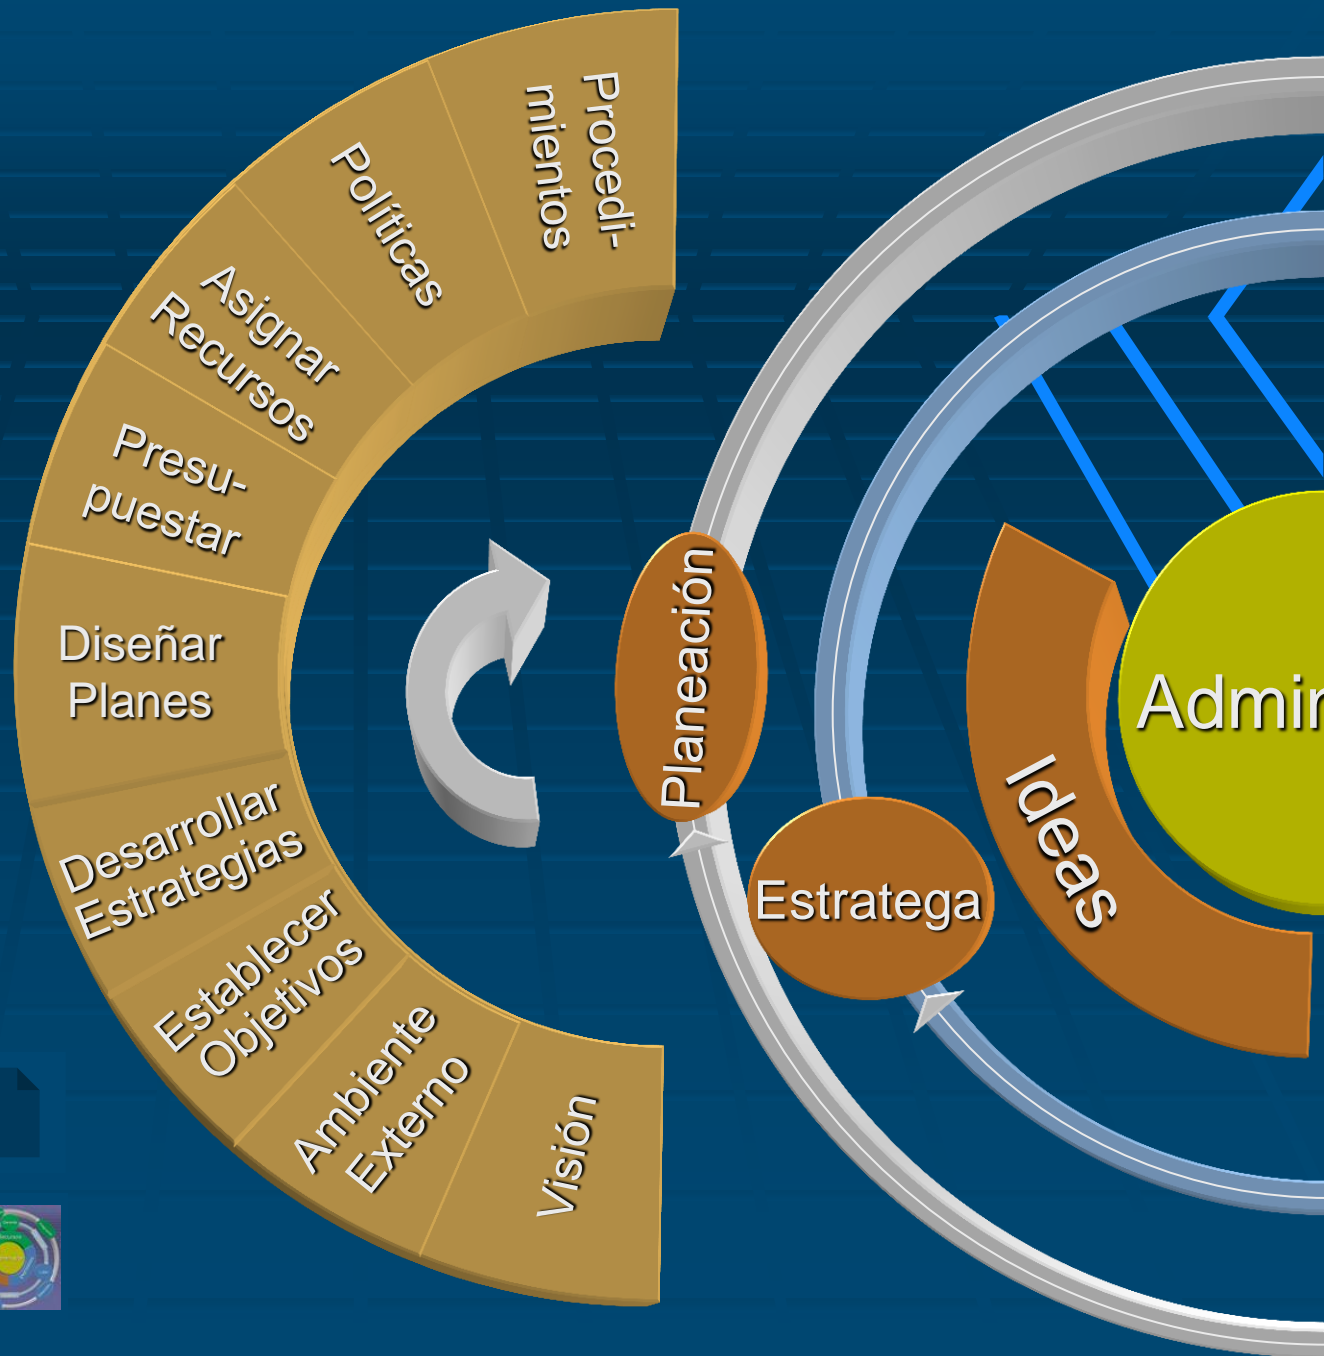 Procedi-
mientos
Políticas
Asignar
Recursos
Presu-
puestar
Diseñar
Planes
Desarrollar
Estrategias
Establecer
Objetivos
Ambiente
Externo
Visión
Planeación
Estratega
Ideas
Admin